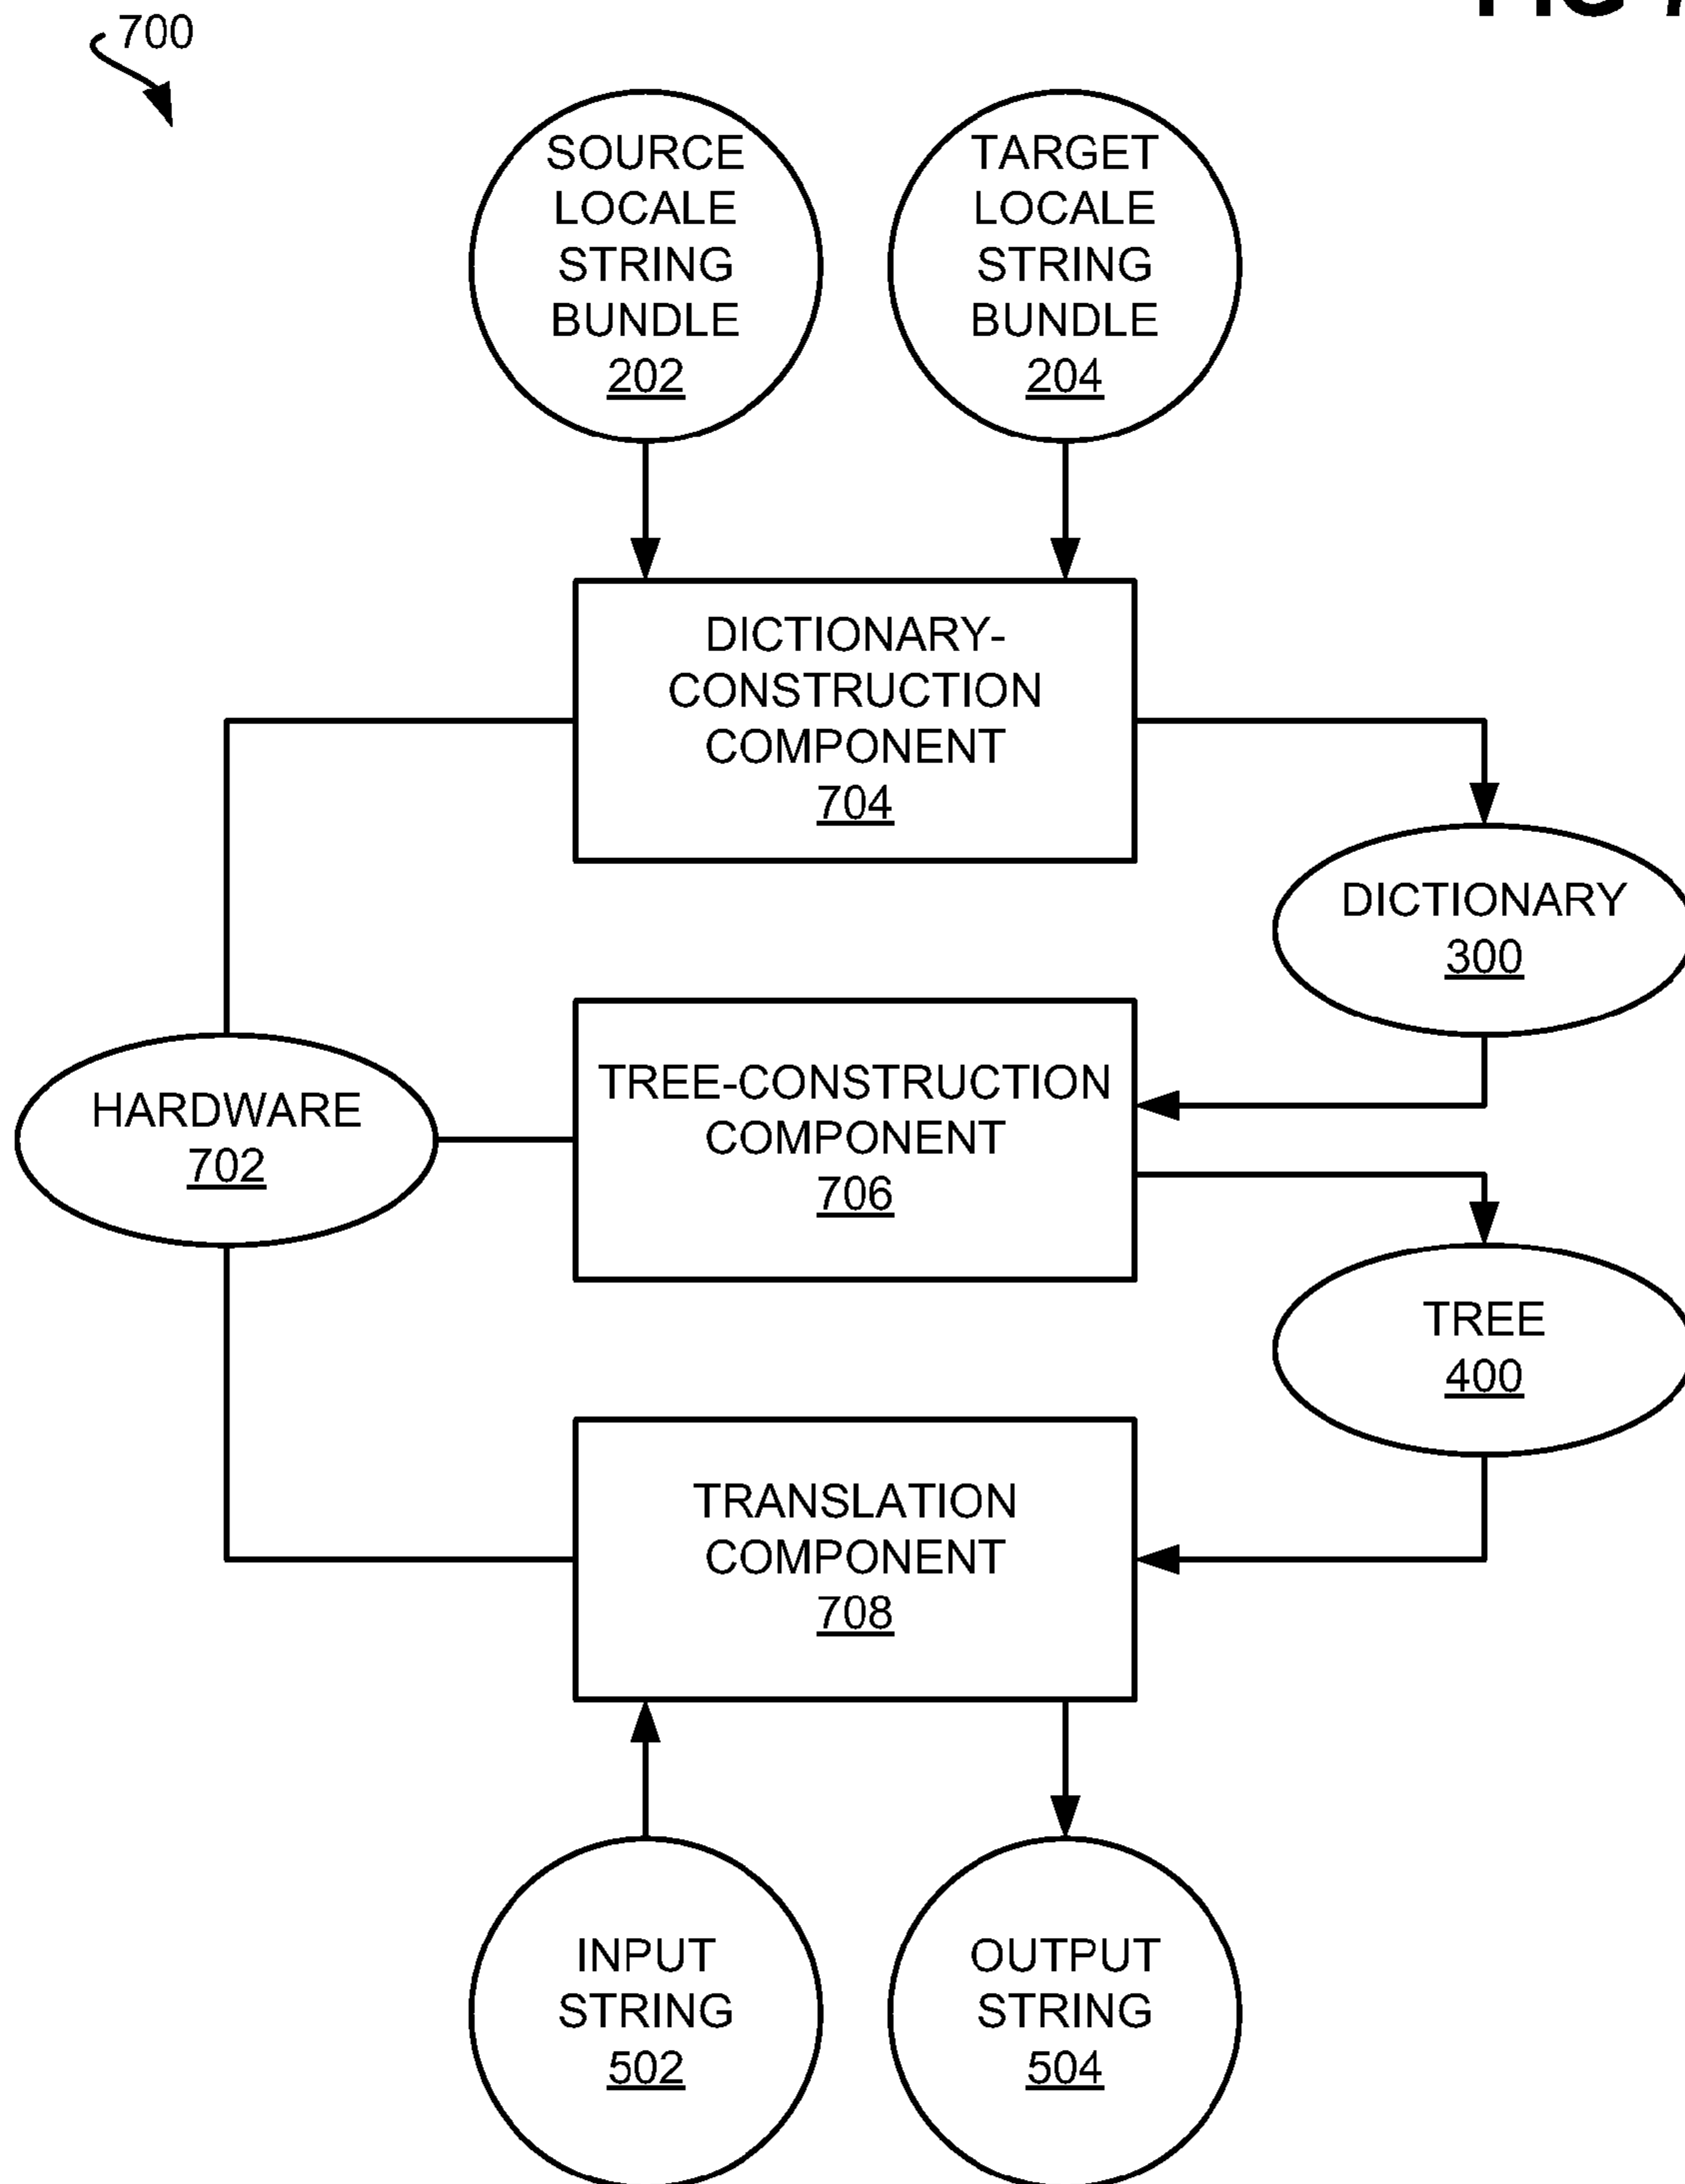 700
SOURCE
LOCALE
STRING
BUNDLE
202
TARGET
LOCALE
STRING
BUNDLE
204
DICTIONARY-
CONSTRUCTION
COMPONENT
704
DICTIONARY
300
HARDWARE
702
TREE-CONSTRUCTION
COMPONENT
706
TREE
400
TRANSLATION
COMPONENT
708
INPUT
STRING
502
OUTPUT
STRING
504